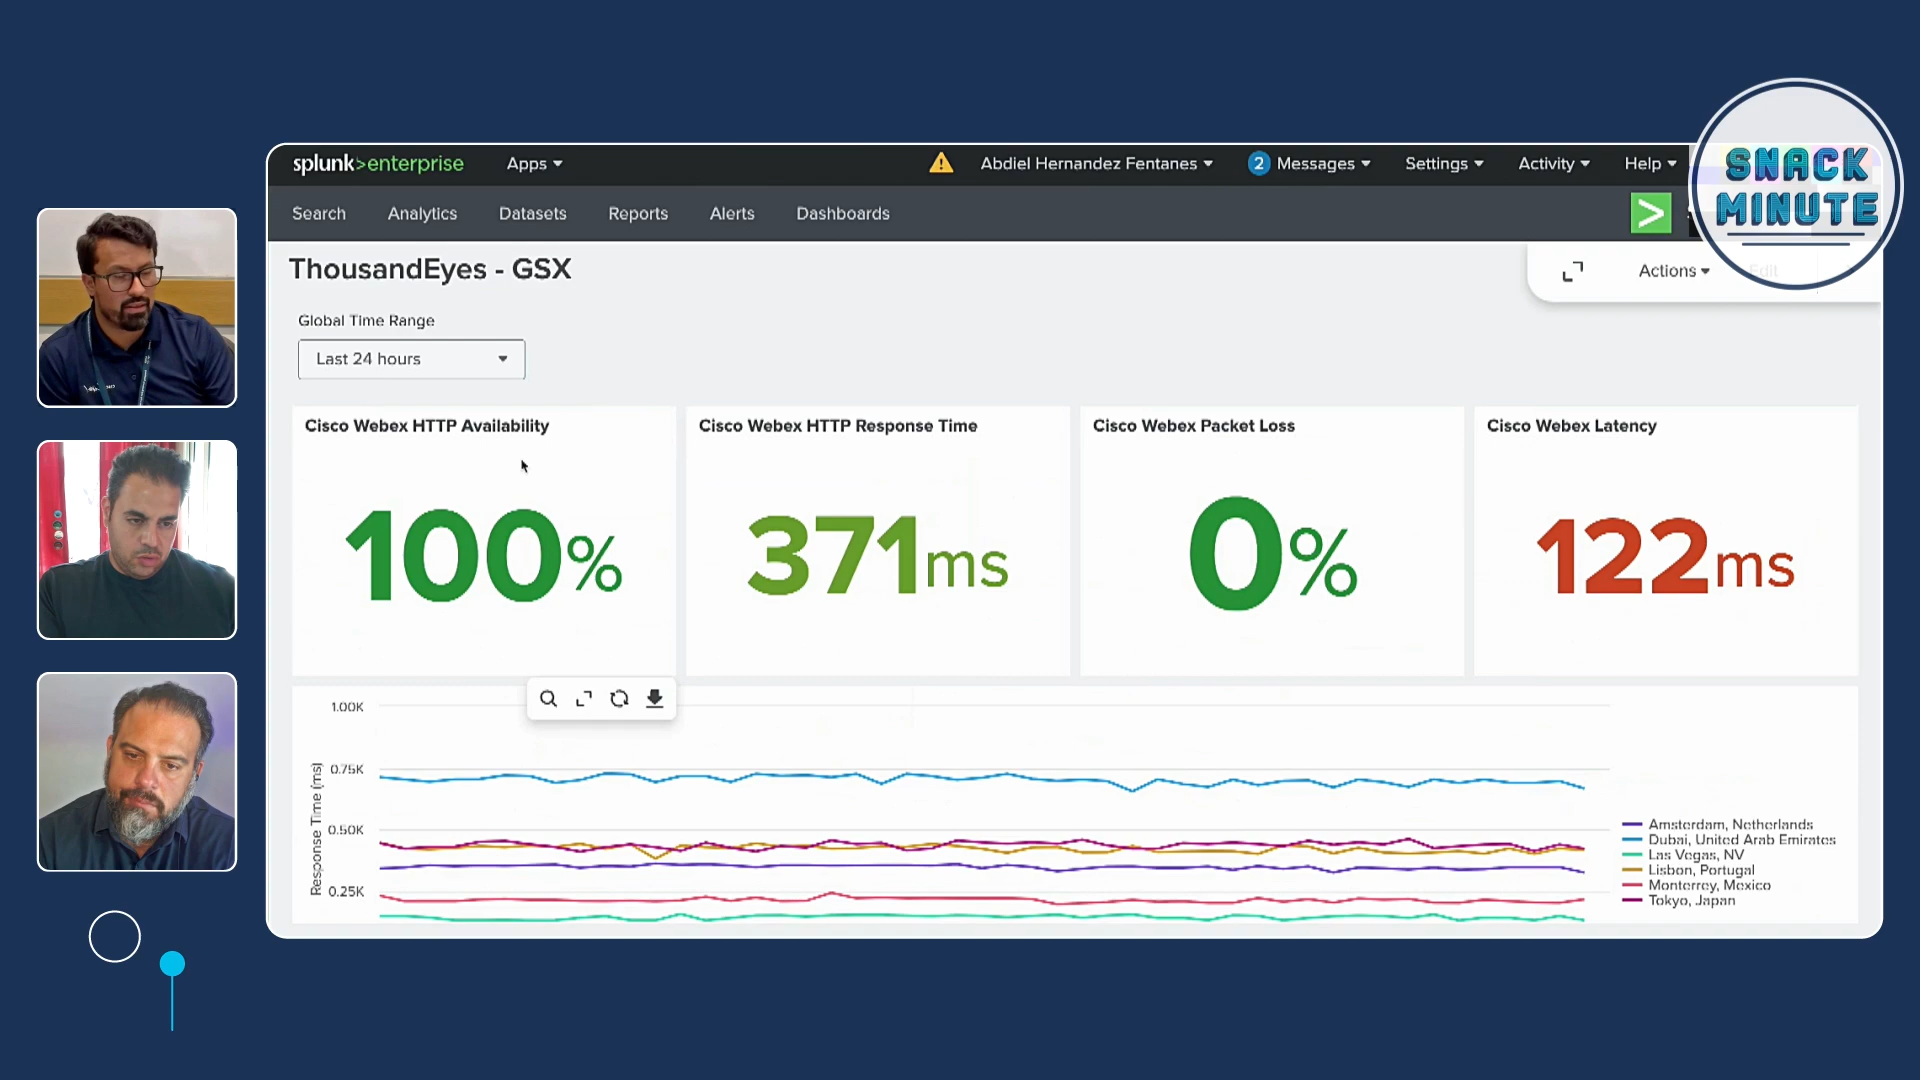 splunk>enterprise Apps Abdiel Hernandez Fentanes 2 Messages Settings Activity Help
SNACK
MINUTE
Search Analytics Datasets Reports Alerts Dashboards
ThousandEyes - GSX
Actions Edit
Global Time Range
Last 24 hours
Cisco Webex HTTP Availability
100%
Cisco Webex HTTP Response Time
371ms
Cisco Webex Packet Loss
0%
Cisco Webex Latency
122ms
Response Time (ms)
1.00K
0.75K
0.50K
0.25K
Amsterdam, Netherlands
Dubai, United Arab Emirates
Las Vegas, NV
Lisbon, Portugal
Monterrey, Mexico
Tokyo, Japan